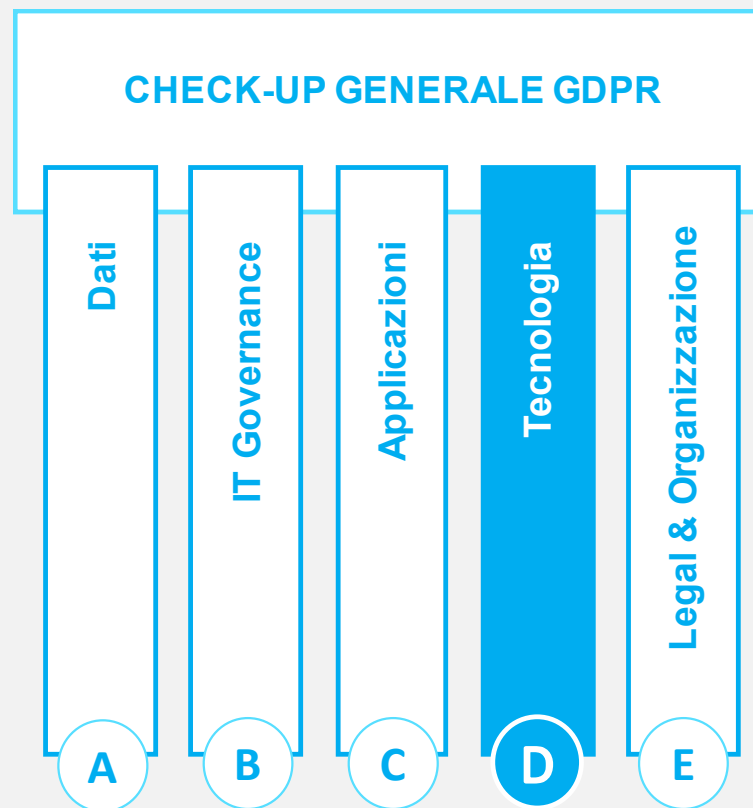 CHECK-UP GENERALE GDPR
Dati
IT Governance
Applicazioni
Tecnologia
Legal & Organizzazione
A
B
C
D
E